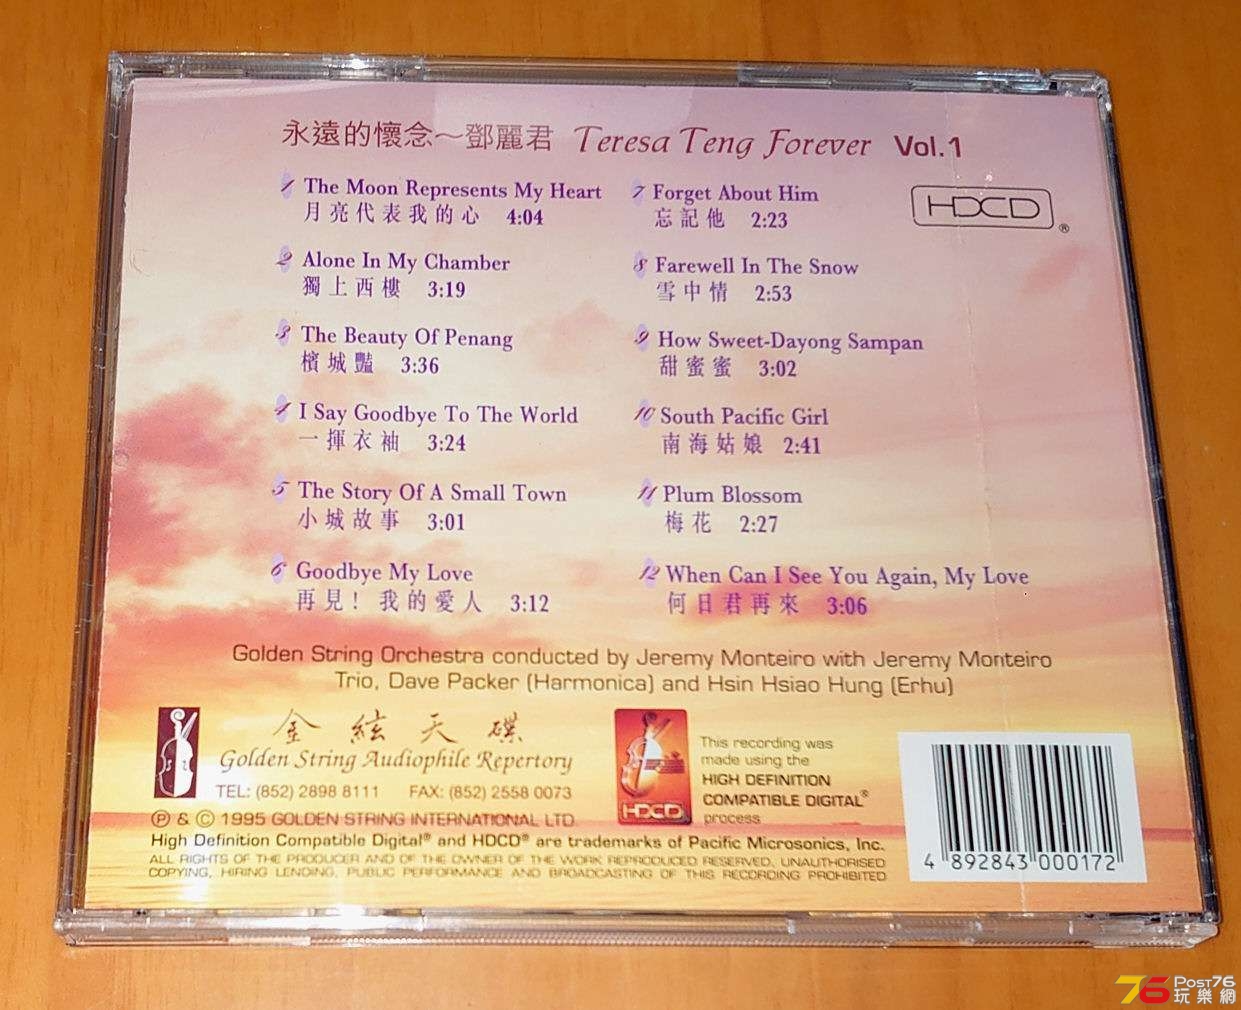 永遠的懷念～鄧麗君 Teresa Teng Forever Vol.1
1 The Moon Represents My Heart
月亮代表我的心 4:04
2 Alone In My Chamber
獨上西樓 3:19
3 The Beauty Of Penang
檳城豔 3:36
4 I Say Goodbye To The World
一揮衣袖 3:24
5 The Story Of A Small Town
小城故事 3:01
6 Goodbye My Love
再見！我的愛人 3:12
7 Forget About Him
忘記他 2:23
8 Farewell In The Snow
雪中情 2:53
9 How Sweet-Dayong Sampan
甜蜜蜜 3:02
10 South Pacific Girl
南海姑娘 2:41
11 Plum Blossom
梅花 2:27
12 When Can I See You Again, My Love
何日君再來 3:06
HDCD®
Golden String Orchestra conducted by Jeremy Monteiro with Jeremy Monteiro
Trio, Dave Packer (Harmonica) and Hsin Hsiao Hung (Erhu)
金絃天碟
Golden String Audiophile Repertory
TEL: (852) 2898 8111 FAX: (852) 2558 0073
HDCD
This recording was
made using the
HIGH DEFINITION
COMPATIBLE DIGITAL®
process
℗ & © 1995 GOLDEN STRING INTERNATIONAL LTD.
High Definition Compatible Digital® and HDCD® are trademarks of Pacific Microsonics, Inc.
ALL RIGHTS OF THE PRODUCER AND OF THE OWNER OF THE WORK REPRODUCED RESERVED. UNAUTHORISED
COPYING, HIRING LENDING, PUBLIC PERFORMANCE AND BROADCASTING OF THIS RECORDING PROHIBITED
4 892843 000172
76 POST76
玩樂網